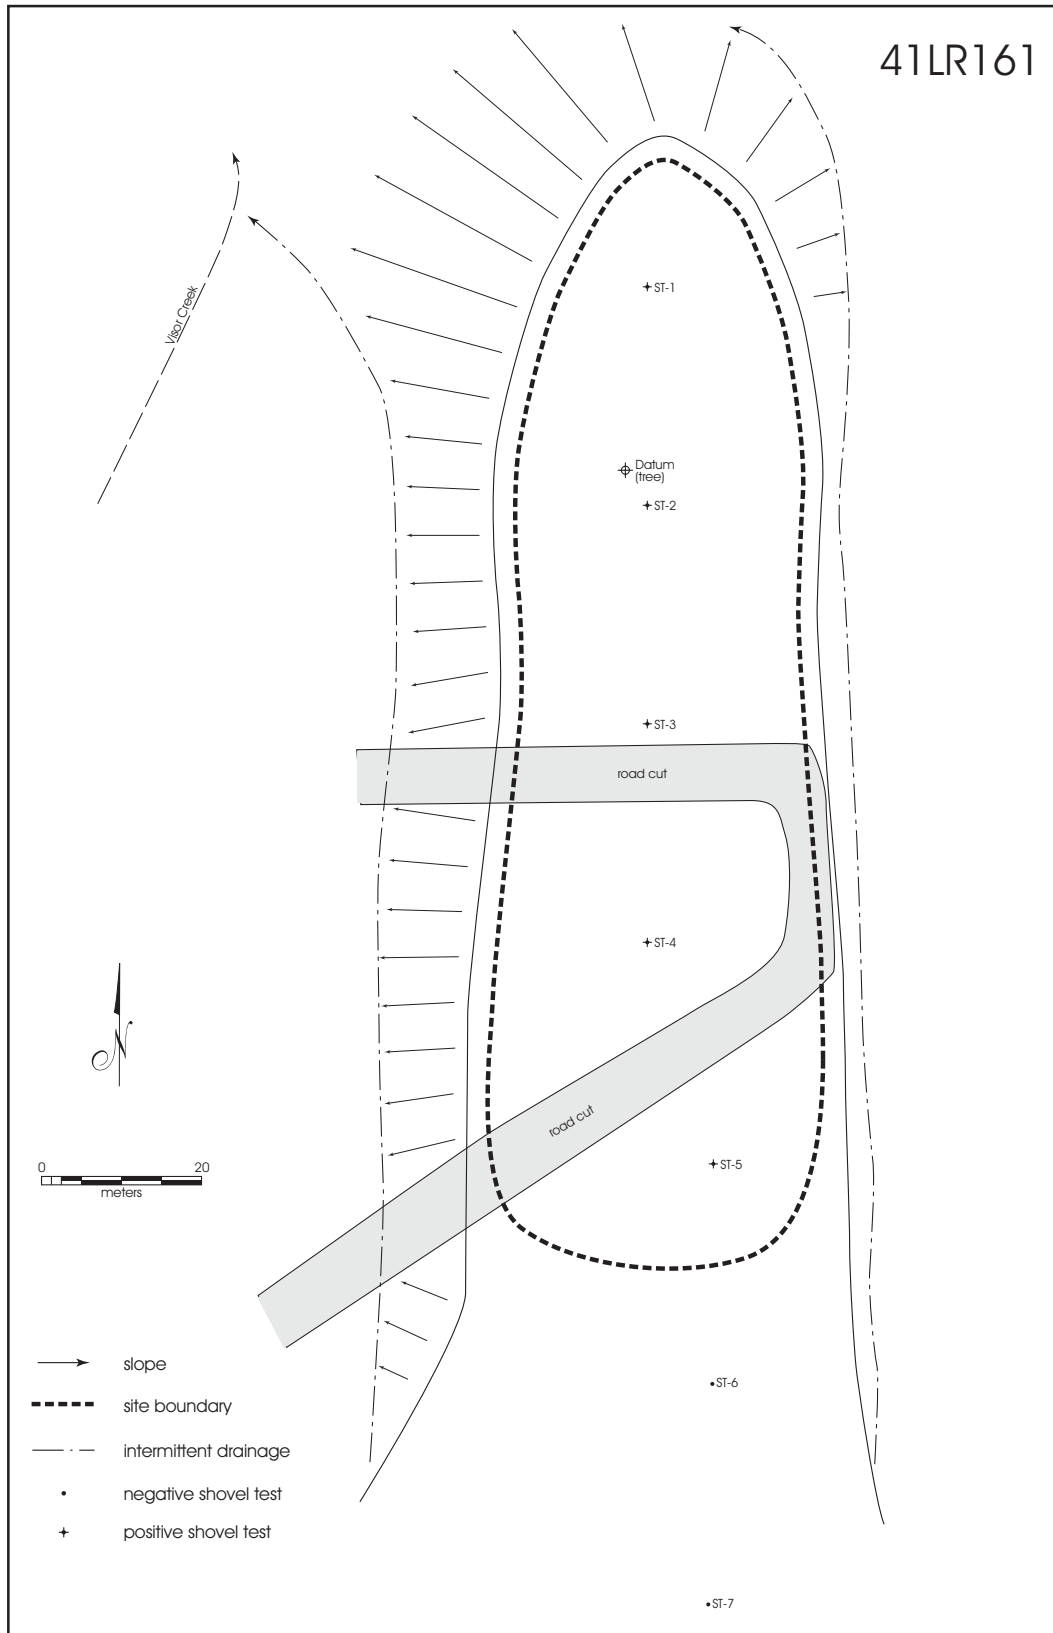 41LR161
Visor Creek
ST-1
Datum
(tree)
ST-2
ST-3
road cut
ST-4
N
road cut
ST-5
0 20
meters
slope
site boundary
ST-6
intermittent drainage
negative shovel test
positive shovel test
ST-7